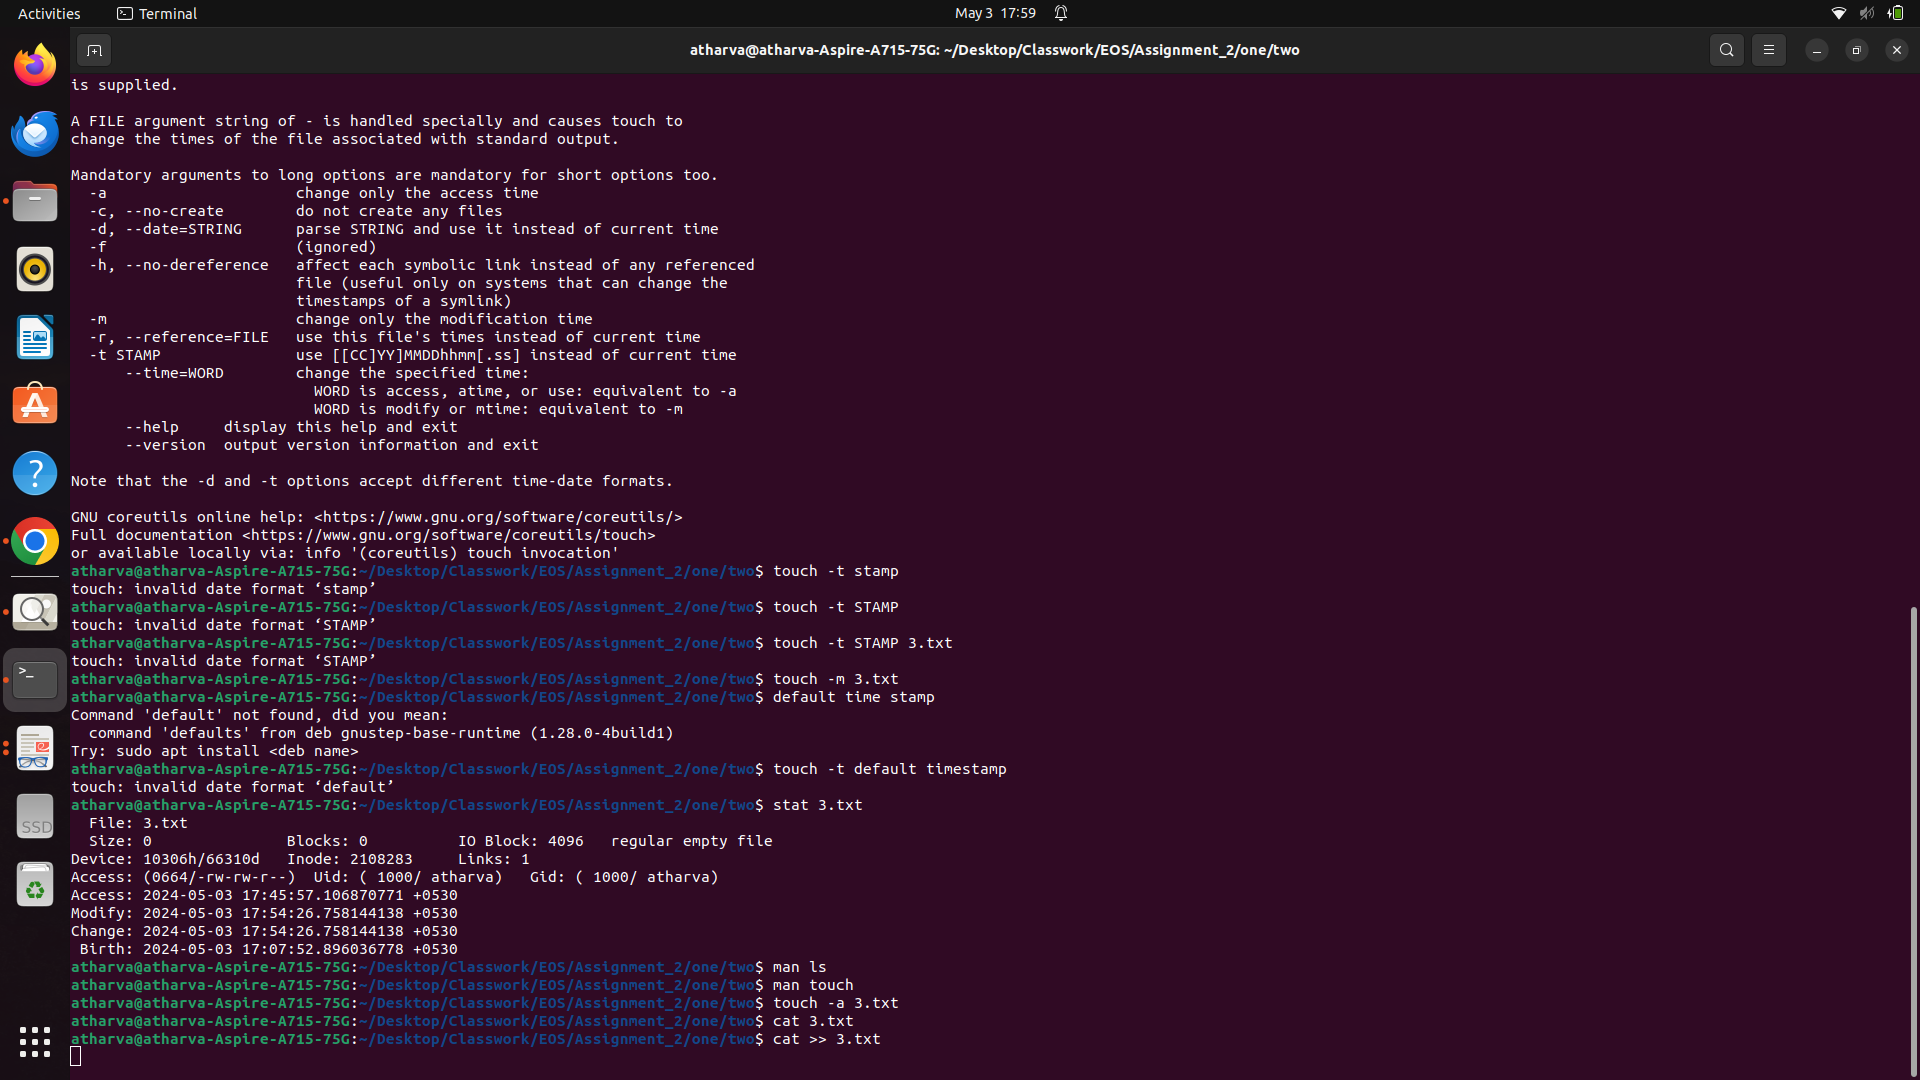 Activities
Terminal
May 3 17:59
atharva@atharva-Aspire-A715-75G: ~/Desktop/Classwork/EOS/Assignment_2/one/two
is supplied.
A FILE argument string of - is handled specially and causes touch to
change the times of the file associated with standard output.
Mandatory arguments to long options are mandatory for short options too.
  -a                     change only the access time
  -c, --no-create        do not create any files
  -d, --date=STRING      parse STRING and use it instead of current time
  -f                     (ignored)
  -h, --no-dereference   affect each symbolic link instead of any referenced
                         file (useful only on systems that can change the
                         timestamps of a symlink)
  -m                     change only the modification time
  -r, --reference=FILE   use this file's times instead of current time
  -t STAMP               use [[CC]YY]MMDDhhmm[.ss] instead of current time
      --time=WORD        change the specified time:
                           WORD is access, atime, or use: equivalent to -a
                           WORD is modify or mtime: equivalent to -m
      --help     display this help and exit
      --version  output version information and exit
Note that the -d and -t options accept different time-date formats.
GNU coreutils online help: <https://www.gnu.org/software/coreutils/>
Full documentation <https://www.gnu.org/software/coreutils/touch>
or available locally via: info '(coreutils) touch invocation'
atharva@atharva-Aspire-A715-75G:~/Desktop/Classwork/EOS/Assignment_2/one/two$ touch -t stamp
touch: invalid date format ‘stamp’
atharva@atharva-Aspire-A715-75G:~/Desktop/Classwork/EOS/Assignment_2/one/two$ touch -t STAMP
touch: invalid date format ‘STAMP’
atharva@atharva-Aspire-A715-75G:~/Desktop/Classwork/EOS/Assignment_2/one/two$ touch -t STAMP 3.txt
touch: invalid date format ‘STAMP’
atharva@atharva-Aspire-A715-75G:~/Desktop/Classwork/EOS/Assignment_2/one/two$ touch -m 3.txt
atharva@atharva-Aspire-A715-75G:~/Desktop/Classwork/EOS/Assignment_2/one/two$ default time stamp
Command 'default' not found, did you mean:
  command 'defaults' from deb gnustep-base-runtime (1.28.0-4build1)
Try: sudo apt install <deb name>
atharva@atharva-Aspire-A715-75G:~/Desktop/Classwork/EOS/Assignment_2/one/two$ touch -t default timestamp
touch: invalid date format ‘default’
atharva@atharva-Aspire-A715-75G:~/Desktop/Classwork/EOS/Assignment_2/one/two$ stat 3.txt
  File: 3.txt
  Size: 0               Blocks: 0          IO Block: 4096   regular empty file
Device: 10306h/66310d   Inode: 2108283     Links: 1
Access: (0664/-rw-rw-r--)  Uid: ( 1000/ atharva)   Gid: ( 1000/ atharva)
Access: 2024-05-03 17:45:57.106870771 +0530
Modify: 2024-05-03 17:54:26.758144138 +0530
Change: 2024-05-03 17:54:26.758144138 +0530
 Birth: 2024-05-03 17:07:52.896036778 +0530
atharva@atharva-Aspire-A715-75G:~/Desktop/Classwork/EOS/Assignment_2/one/two$ man ls
atharva@atharva-Aspire-A715-75G:~/Desktop/Classwork/EOS/Assignment_2/one/two$ man touch
atharva@atharva-Aspire-A715-75G:~/Desktop/Classwork/EOS/Assignment_2/one/two$ touch -a 3.txt
atharva@atharva-Aspire-A715-75G:~/Desktop/Classwork/EOS/Assignment_2/one/two$ cat 3.txt
atharva@atharva-Aspire-A715-75G:~/Desktop/Classwork/EOS/Assignment_2/one/two$ cat >> 3.txt
SSD